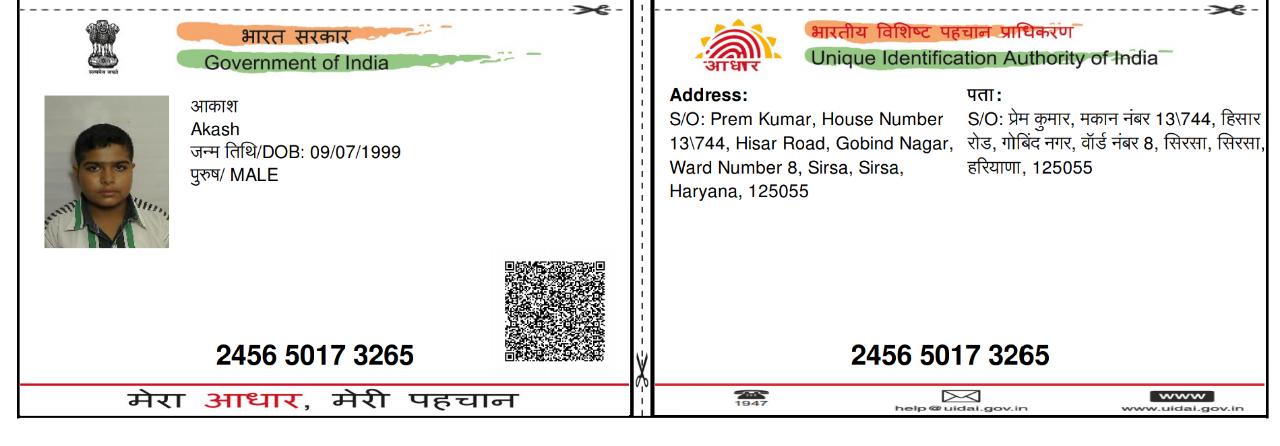 भारत सरकार
Government of India
सत्यमेव जयते
आकाश
Akash
जन्म तिथि/DOB: 09/07/1999
पुरुष/ MALE
2456 5017 3265
मेरा आधार, मेरी पहचान
आधार
भारतीय विशिष्ट पहचान प्राधिकरण
Unique Identification Authority of India
Address:
S/O: Prem Kumar, House Number
13\744, Hisar Road, Gobind Nagar,
Ward Number 8, Sirsa, Sirsa,
Haryana, 125055
पता:
S/O: प्रेम कुमार, मकान नंबर 13\744, हिसार
रोड, गोबिंद नगर, वॉर्ड नंबर 8, सिरसा, सिरसा,
हरियाणा, 125055
2456 5017 3265
1947
help@uidai.gov.in
www
www.uidai.gov.in